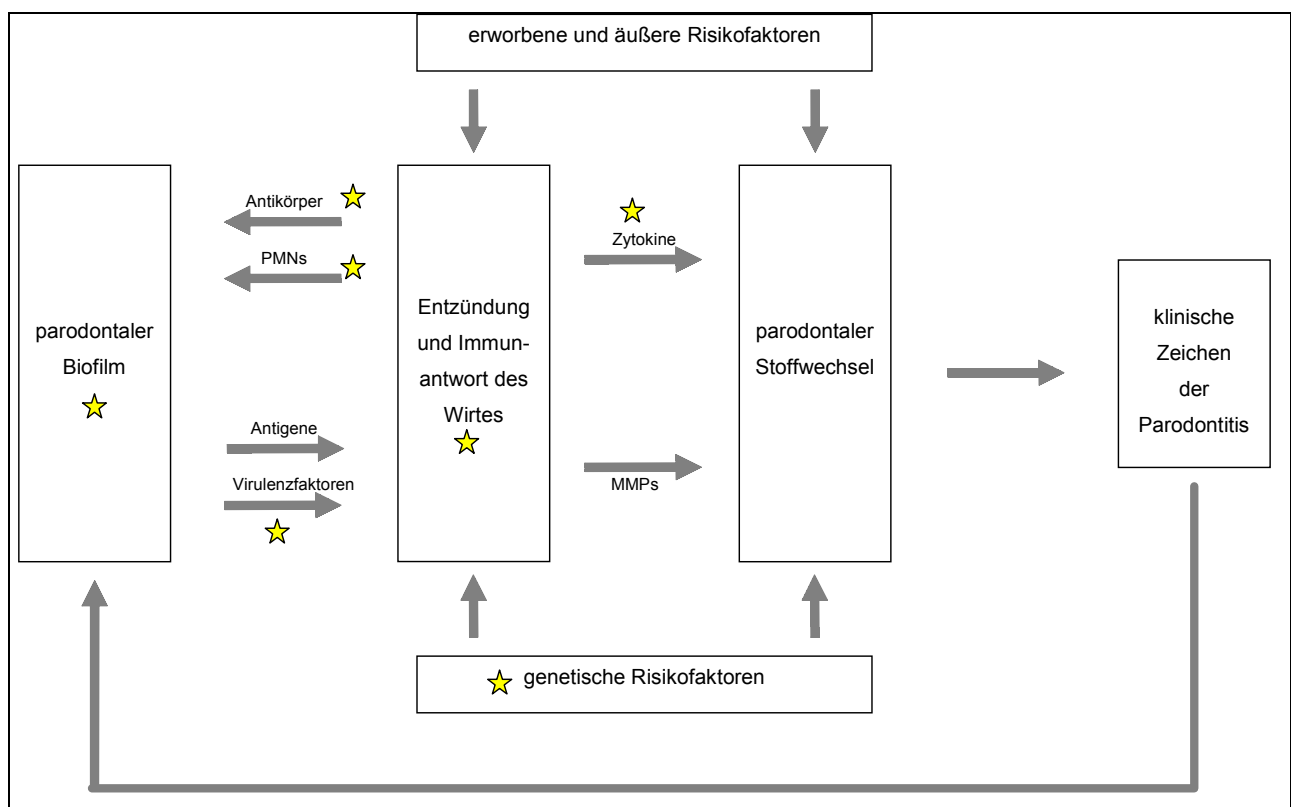 erworbene und äußere Risikofaktoren
parodontaler
Biofilm
Antikörper
PMNs
Antigene
Virulenzfaktoren
Entzündung
und Immun-
antwort des
Wirtes
Zytokine
MMPs
parodontaler
Stoffwechsel
klinische
Zeichen
der
Parodontitis
genetische Risikofaktoren